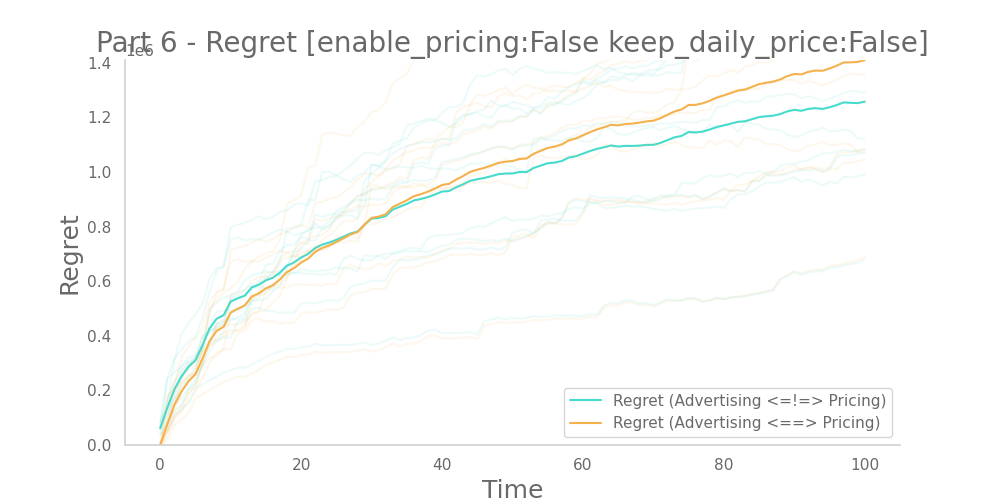 Part 6 - Regret [enable_pricing:False keep_daily_price:False]
1e6
1.4
1.2
1.0
0.8
0.6
0.4
0.2
0.0
Regret
Regret (Advertising <=!=> Pricing)
Regret (Advertising <==> Pricing)
0 20 40 60 80 100
Time